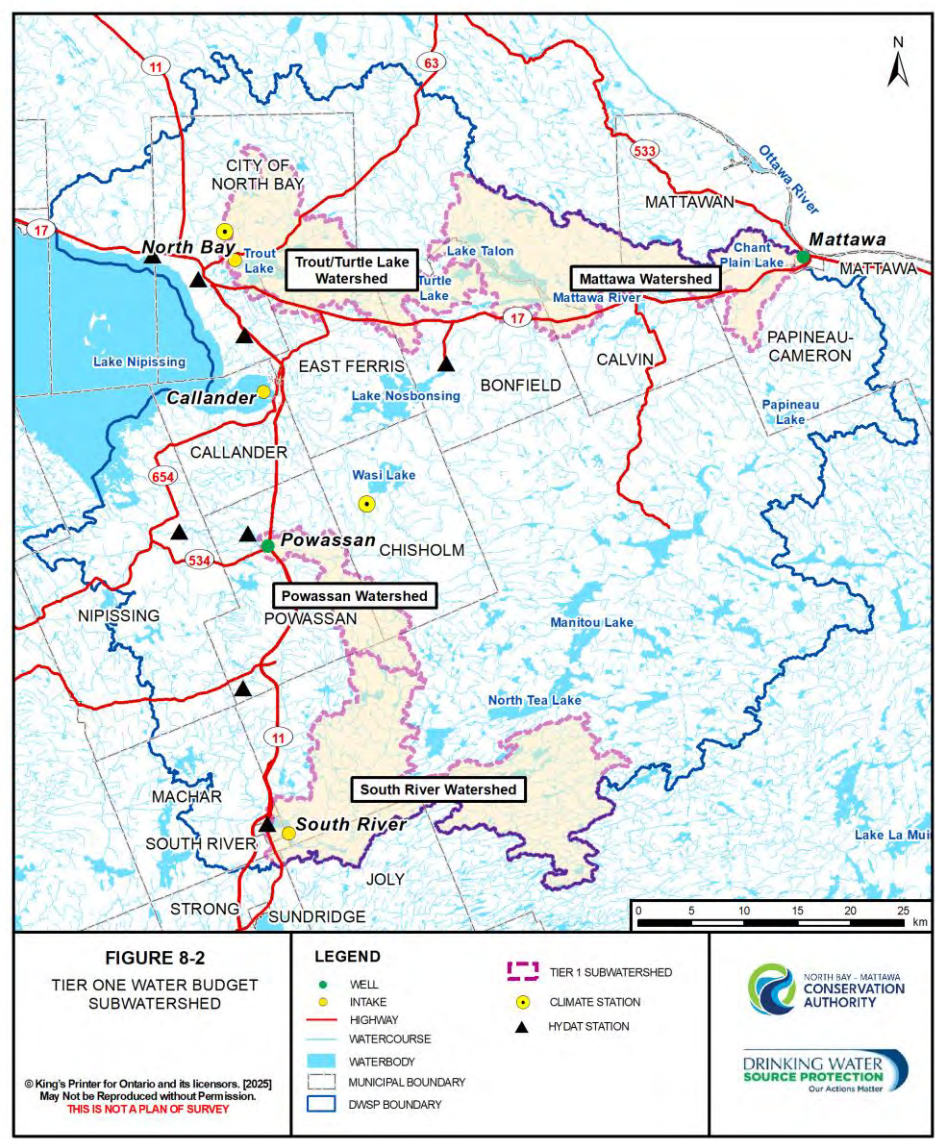 N
11
63
533
Ottawa River
CITY OF
NORTH BAY
MATTAWAN
17
North Bay
Trout
Lake
Trout/Turtle Lake
Watershed
Lake Talon
Turtle
Lake
Mattawa Watershed
Chant
Plain Lake
Mattawa
MATTAWA
Mattawa River
17
Lake Nipissing
EAST FERRIS
CALVIN
PAPINEAU-
CAMERON
BONFIELD
Callander
Lake Nosbonsing
Papineau
Lake
CALLANDER
654
Wasi Lake
Powassan
CHISHOLM
534
Powassan Watershed
NIPISSING
POWASSAN
Manitou Lake
North Tea Lake
11
South River Watershed
MACHAR
South River
SOUTH RIVER
Lake La Mui
JOLY
STRONG
SUNDRIDGE
0 5 10 15 20 25
km
FIGURE 8-2
TIER ONE WATER BUDGET
SUBWATERSHED
© King's Printer for Ontario and its licensors. [2025]
May Not be Reproduced without Permission.
THIS IS NOT A PLAN OF SURVEY
LEGEND
WELL
INTAKE
HIGHWAY
WATERCOURSE
WATERBODY
MUNICIPAL BOUNDARY
DWSP BOUNDARY
TIER 1 SUBWATERSHED
CLIMATE STATION
HYDAT STATION
NORTH BAY - MATTAWA
CONSERVATION
AUTHORITY
DRINKING WATER
SOURCE PROTECTION
Our Actions Matter